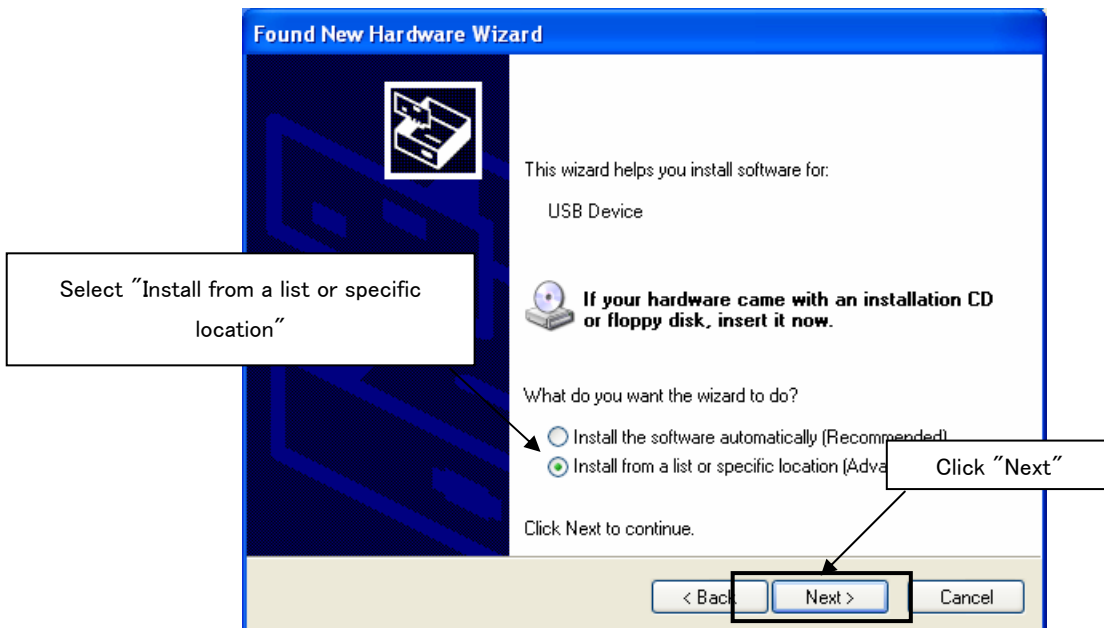 Found New Hardware Wizard
This wizard helps you install software for:
USB Device
Select "Install from a list or specific
location"
If your hardware came with an installation CD
or floppy disk, insert it now.
What do you want the wizard to do?
Install the software automatically (Recommended)
Install from a list or specific location (Adva
Click "Next"
Click Next to continue.
< Back
Next >
Cancel